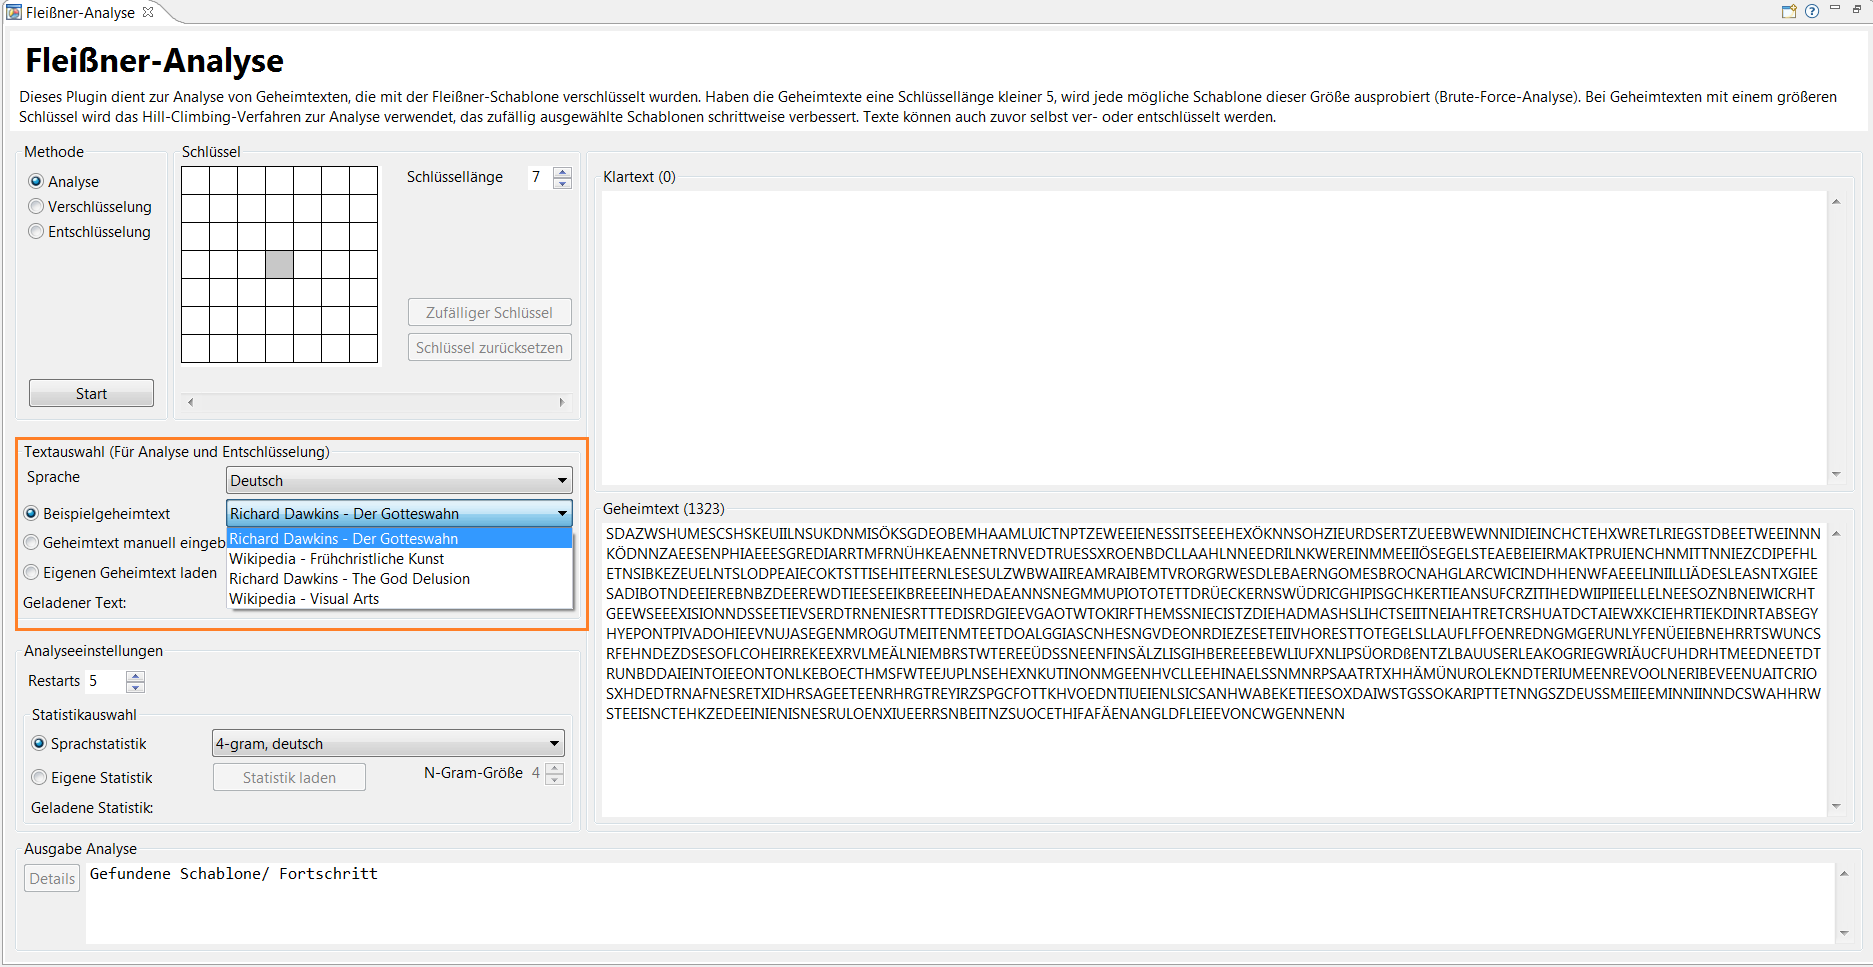 Fleißner-Analyse
Fleißner-Analyse
Dieses Plugin dient zur Analyse von Geheimtexten, die mit der Fleißner-Schablone verschlüsselt wurden. Haben die Geheimtexte eine Schlüssellänge kleiner 5, wird jede mögliche Schablone dieser Größe ausprobiert (Brute-Force-Analyse). Bei Geheimtexten mit einem größeren
Schlüssel wird das Hill-Climbing-Verfahren zur Analyse verwendet, das zufällig ausgewählte Schablonen schrittweise verbessert. Texte können auch zuvor selbst ver- oder entschlüsselt werden.
Methode
Analyse
Verschlüsselung
Entschlüsselung
Start
Schlüssel
Schlüssellänge 7
Zufälliger Schlüssel
Schlüssel zurücksetzen
Textauswahl (Für Analyse und Entschlüsselung)
Sprache Deutsch
Beispielgeheimtext Richard Dawkins - Der Gotteswahn
Richard Dawkins - Der Gotteswahn
Geheimtext manuell eingeb
Wikipedia - Frühchristliche Kunst
Eigenen Geheimtext laden
Richard Dawkins - The God Delusion
Geladener Text:
Wikipedia - Visual Arts
Analyseeinstellungen
Restarts 5
Statistikauswahl
Sprachstatistik 4-gram, deutsch
Eigene Statistik Statistik laden N-Gram-Größe 4
Geladene Statistik:
Klartext (0)
Geheimtext (1323)
SDAZWSHUMESCSHSKEUIILNSUKDNMISÖKSGDEOBEMHAAMLUICTNPTZEWEEIENESSITSEEEHEXÖKNNSOHZIEURDSERTZUEEBWEWNNIDIEINCHCTEHXWRETLRIEGSTDBEETWEEINNN
KÖDNNZAEESENPHIAEEESGREDIARRTMFRNÜHKEAENNETRNVEDTRUESSXROENBDCLLAAHLNNEEDRILNKWEREINMMEEIIÖSEGELSTEAEBEIEIRMAKTPRUIENCHNMITTNNIEZCDIPEFHL
ETNSIBKEZEUELNTSLODPEAIECOKTSTTISEHITEERNLESESULZWBWAIIREAMRAIBEMTVRORGRWESDLEBAERNGOMESBROCNAHGLARCWICINDHHENWFAEEELINIILLIÄDESLEASNTXGIEE
SADIBOTNDEEIEREBNBZDEEREWDTIEESEEIKBREEEINHEDAEANNSNEGMMUPIOTOTETTDRÜECKERNSWÜDRICGHIPISGCHKERTIEANSUFCRZITIHEDWIIPIIEELLELNEESOZNBNEIWICRHT
GEEWSEEEXISIONNDSSEETIEVSERDTRNENIESRTTTEDISRDGIEEVGAOTWTOKIRFTHEMSSNIECISTZDIEHADMASHSLIHCTSEIITNEIAHTRETCRSHUATDCTAIEWXKCIEHRTIEKDINRTABSEGY
HYEPONTPIVADOHIEEVNUJASEGENMROGUTMEITENMTEETDOALGGIASCNHESNGVDEONRDIEZESETEIIVHORESTTOTEGELSLLAUFLFFOENREDNGMGERUNLYFENÜEIEBNEHRRTSWUNCS
RFEHNDEZDSESOFLCOHEIRREKEEXRVLMEÄLNIEMBRSTWTEREEÜDSSNEENFINSÄLZLISGIHBEREEEBEWLIUFXNLIPSÜORDßENTZLBAUUSERLEAKOGRIEGWRIÄUCFUHDRHTMEEDNEETDT
RUNBDDAIEINTOIEEONTONLKEBOECTHMSFWTEEJUPLNSEHEXNKUTINONMGEENHVCLLEEHINAELSSNMNRPSAATRTXHHÄMÜNUROLEKNDTERIUMEENREVOOLNERIBEVEENUAITCRIO
SXHDEDTRNAFNESRETXIDHRSAGEETEENRHRGTREYIRZSPGCFOTTKHVOEDNTIUEIENLSICSANHWABEKETIEESOXDAIWSTGSSOKARIPTTETNNGSZDEUSSMEIIEEMINNIINNDCSWAHHRW
STEEISNCTEHKZEDEEINIENISNESRULOENXIUEERRSNBEITNZSUOCETHIFAFÄENANGLDFLEIEEVONCWGENNENN
Ausgabe Analyse
Details
Gefundene Schablone/ Fortschritt